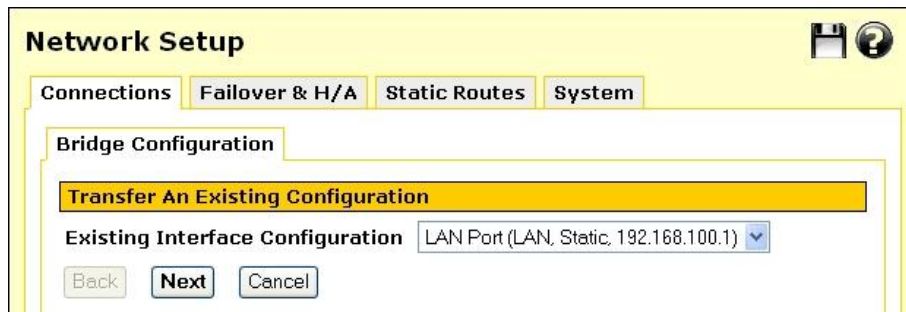 Network Setup
Connections Failover & H/A Static Routes System
Bridge Configuration
Transfer An Existing Configuration
Existing Interface Configuration LAN Port (LAN, Static, 192.168.100.1)
Back Next Cancel